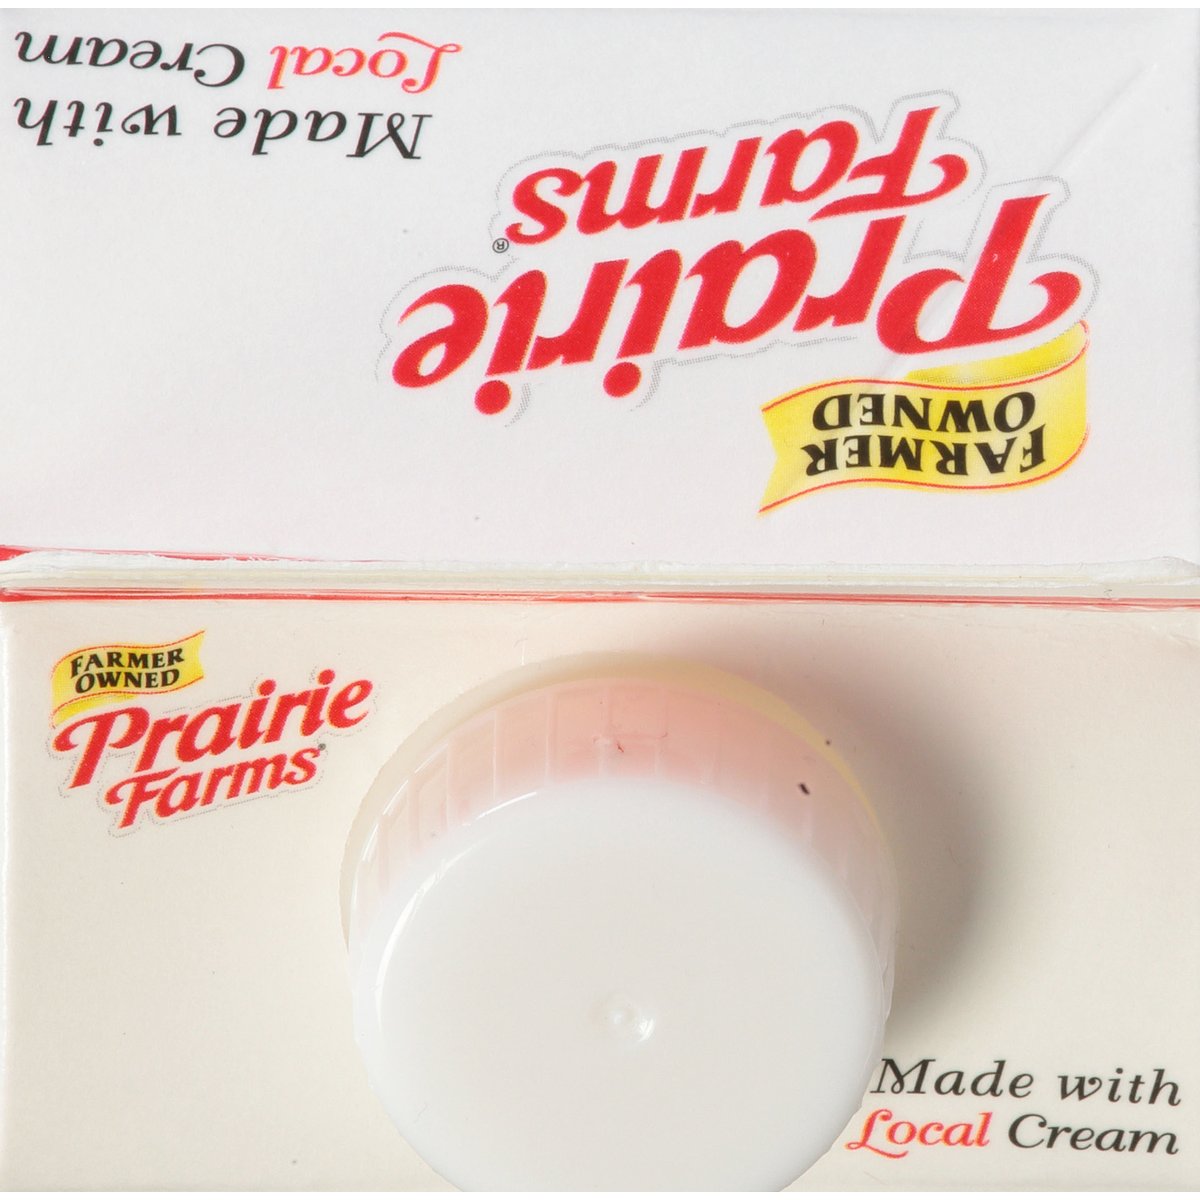 Made with
Local Cream
FARMER
OWNED
Prairie
Farms®
FARMER
OWNED
Prairie
Farms®
Made with
Local Cream